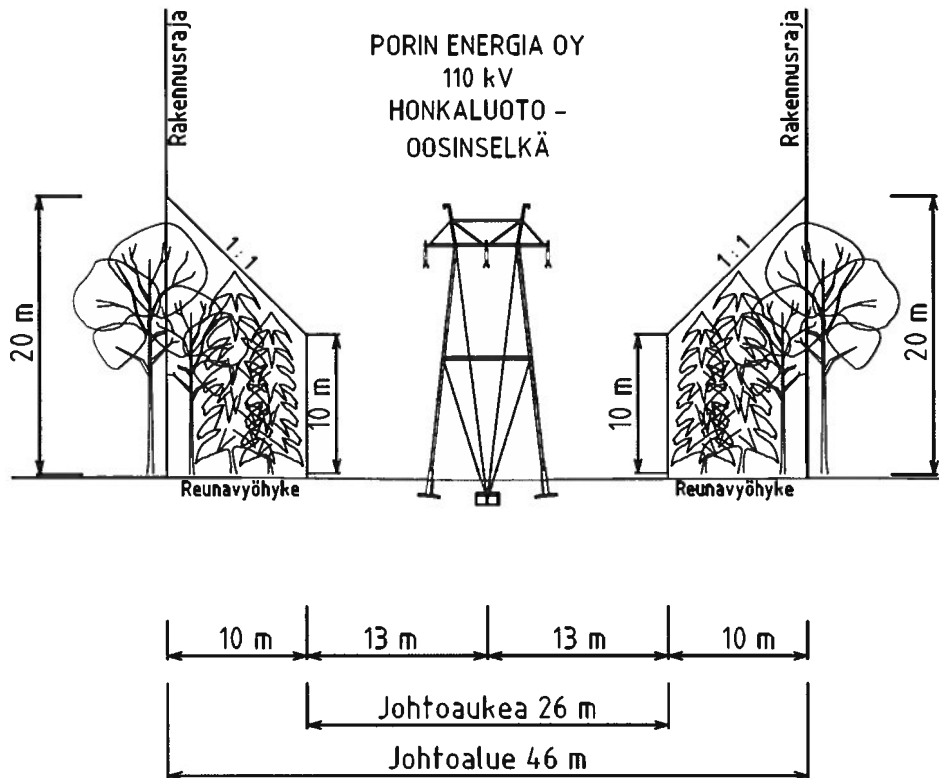 Rakennusraja
PORIN ENERGIA OY
110 kV
HONKALUOTO –
OOSINSELKÄ
Rakennusraja
1:1
1:1
20 m
10 m
10 m
20 m
Reunavyöhyke
Reunavyöhyke
10 m
13 m
13 m
10 m
Johtoaukea 26 m
Johtoalue 46 m